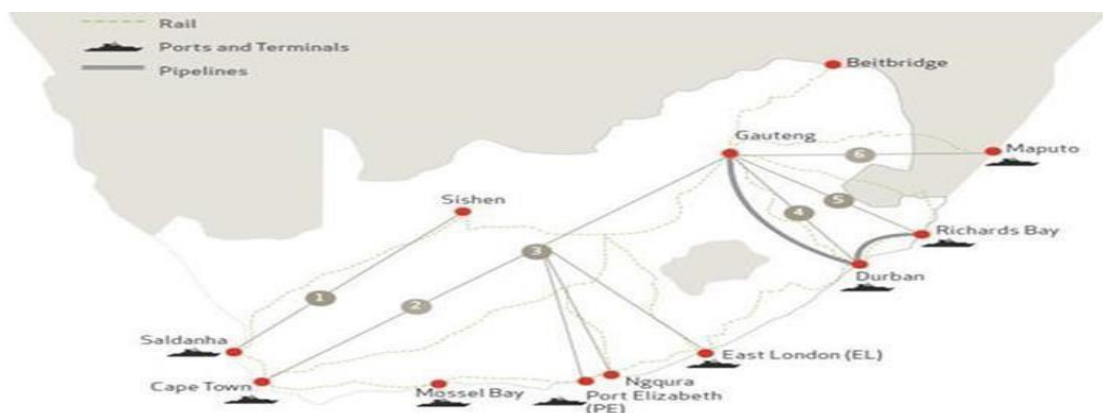 Rail
Ports and Terminals
Pipelines
Beitbridge
Gauteng
6
Maputo
Sishen
5
4
Richards Bay
3
Durban
1
2
Saldanha
East London (EL)
Cape Town
Mossel Bay
Ngqura
Port Elizabeth
(PE)